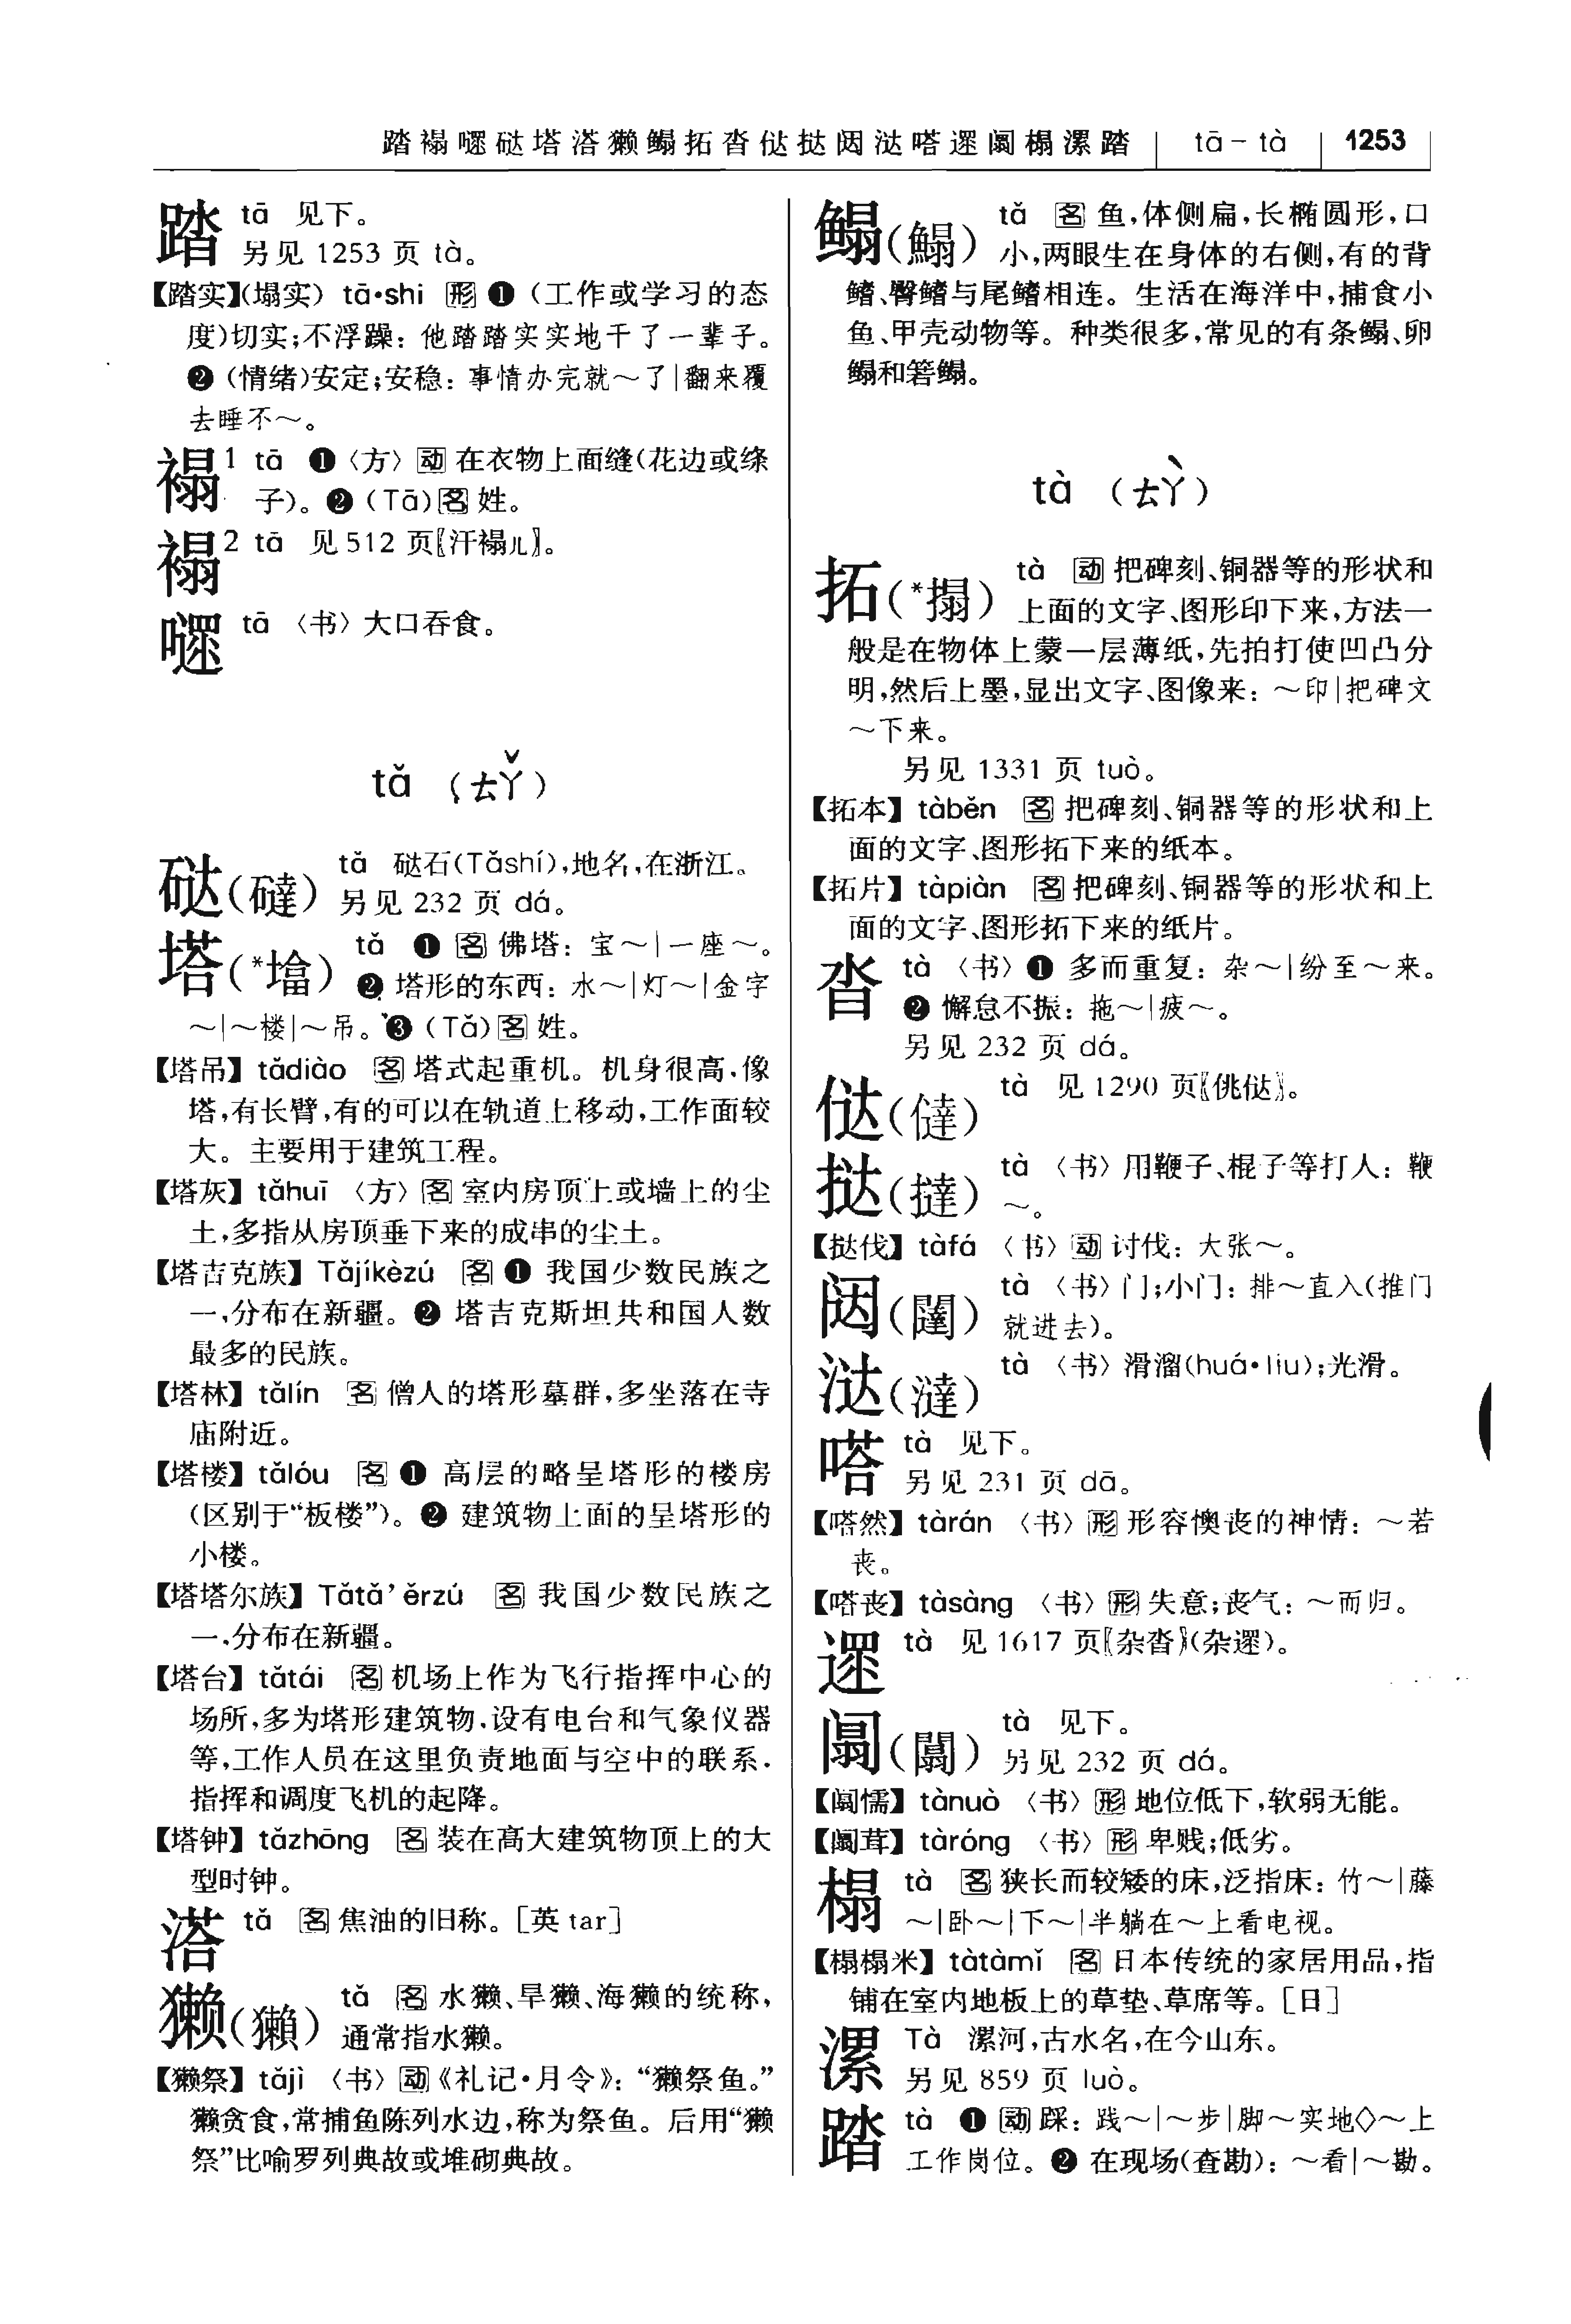 踏褟嚃鿎塔溚獭鳎拓沓㑇挞闼㳠嗒遝阘榻漯踏 tā-tà 1253
踏 tā 见下。
另见 1253 页 tà。
【踏实】(塌实) tā•shi 形 ❶（工作或学习的态
度)切实;不浮躁：他踏踏实实地干了一辈子。
❷（情绪)安定;安稳：事情办完就～了|翻来覆
去睡不～。
褟1 tā ❶〈方〉动 在衣物上面缝(花边或绦
子)。❷（Tā）名 姓。
褟2 tā 见 512 页〖汗褟儿〗。
嚃 tā 〈书〉大口吞食。
tǎ （ㄊㄚˇ）
鿎(礏) tǎ 鿎石(Tǎshí),地名,在浙江。
另见 232 页 dá。
塔(*墖) tǎ ❶ 名 佛塔：宝～|一座～。
❷ 塔形的东西：水～|灯～|金字
～|～楼|～吊。❸（Tǎ）名 姓。
【塔吊】tǎdiào 名 塔式起重机。机身很高,像
塔,有长臂,有的可以在轨道上移动,工作面较
大。主要用于建筑工程。
【塔灰】tǎhuī 〈方〉名 室内房顶上或墙上的尘
土,多指从房顶垂下来的成串的尘土。
【塔吉克族】Tǎjíkèzú 名 ❶ 我国少数民族之
一,分布在新疆。❷ 塔吉克斯坦共和国人数
最多的民族。
【塔林】tǎlín 名 僧人的塔形墓群,多坐落在寺
庙附近。
【塔楼】tǎlóu 名 ❶ 高层的略呈塔形的楼房
(区别于“板楼”)。❷ 建筑物上面的呈塔形的
小楼。
【塔塔尔族】Tǎtǎ’ěrzú 名 我国少数民族之
一,分布在新疆。
【塔台】tǎtái 名 机场上作为飞行指挥中心的
场所,多为塔形建筑物,设有电台和气象仪器
等,工作人员在这里负责地面与空中的联系,
指挥和调度飞机的起降。
【塔钟】tǎzhōng 名 装在高大建筑物顶上的大
型时钟。
溚 tǎ 名 焦油的旧称。[英 tar]
獭(獺) tǎ 名 水獭、旱獭、海獭的统称,
通常指水獭。
【獭祭】tǎjì 〈书〉动《礼记•月令》：“獭祭鱼。”
獭贪食,常捕鱼陈列水边,称为祭鱼。后用“獭
祭”比喻罗列典故或堆砌典故。
鳎(鰨) tǎ 名 鱼,体侧扁,长椭圆形,口
小,两眼生在身体的右侧,有的背
鳍、臀鳍与尾鳍相连。生活在海洋中,捕食小
鱼、甲壳动物等。种类很多,常见的有条鳎、卵
鳎和箬鳎。
tà （ㄊㄚˋ）
拓(*搨) tà 动 把碑刻、铜器等的形状和
上面的文字、图形印下来,方法一
般是在物体上蒙一层薄纸,先拍打使凹凸分
明,然后上墨,显出文字、图像来：～印|把碑文
～下来。
另见 1331 页 tuò。
【拓本】tàběn 名 把碑刻、铜器等的形状和上
面的文字、图形拓下来的纸本。
【拓片】tàpiàn 名 把碑刻、铜器等的形状和上
面的文字、图形拓下来的纸片。
沓 tà 〈书〉❶ 多而重复：杂～|纷至～来。
❷ 懈怠不振：拖～|疲～。
另见 232 页 dá。
㑇(僆) tà 见 1290 页〖佻㑇〗。
挞(撻) tà 〈书〉用鞭子、棍子等打人：鞭
～。
【挞伐】tàfá 〈书〉动 讨伐：大张～。
闼(闥) tà 〈书〉门;小门：排～直入(推门
就进去)。
㳠(澾) tà 〈书〉滑溜(huá•liu);光滑。
嗒 tà 见下。
另见 231 页 dā。
【嗒然】tàrán 〈书〉形 形容懊丧的神情：～若
丧。
【嗒丧】tàsàng 〈书〉形 失意;丧气：～而归。
遝 tà 见 1617 页〖杂沓〗(杂遝)。
阘(闒) tà 见下。
另见 232 页 dá。
【阘懦】tànuò 〈书〉形 地位低下,软弱无能。
【阘茸】tàróng 〈书〉形 卑贱;低劣。
榻 tà 名 狭长而较矮的床,泛指床：竹～|藤
～|卧～|下～|半躺在～上看电视。
【榻榻米】tàtàmǐ 名 日本传统的家居用品,指
铺在室内地板上的草垫、草席等。[日]
漯 Tà 漯河,古水名,在今山东。
另见 859 页 luò。
踏 tà ❶ 动 踩：践～|～步|脚～实地◇～上
工作岗位。❷ 在现场(查勘)：～看|～勘。